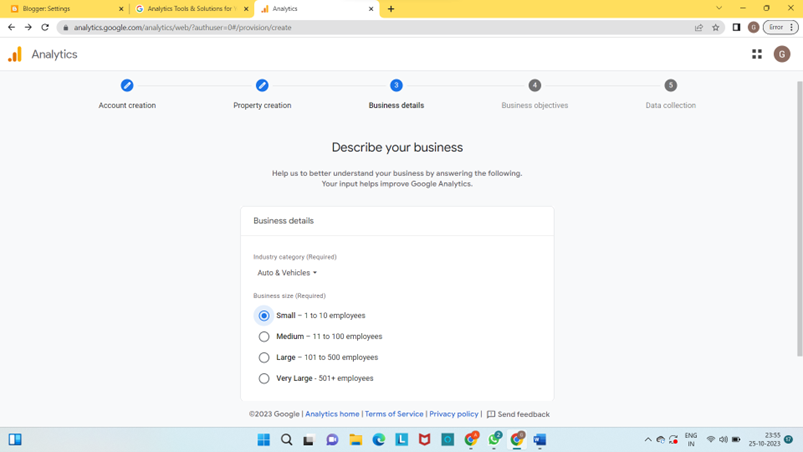 Blogger: Settings
Analytics Tools & Solutions for Y
Analytics
analytics.google.com/analytics/web/?authuser=0#/provision/create
G
Error
Analytics
G
3
4
5
Account creation
Property creation
Business details
Business objectives
Data collection
Describe your business
Help us to better understand your business by answering the following.
Your input helps improve Google Analytics.
Business details
Industry category (Required)
Auto & Vehicles
Business size (Required)
Small – 1 to 10 employees
Medium – 11 to 100 employees
Large – 101 to 500 employees
Very Large - 501+ employees
©2023 Google | Analytics home | Terms of Service | Privacy policy | Send feedback
ENG
IN
23:55
25-10-2023